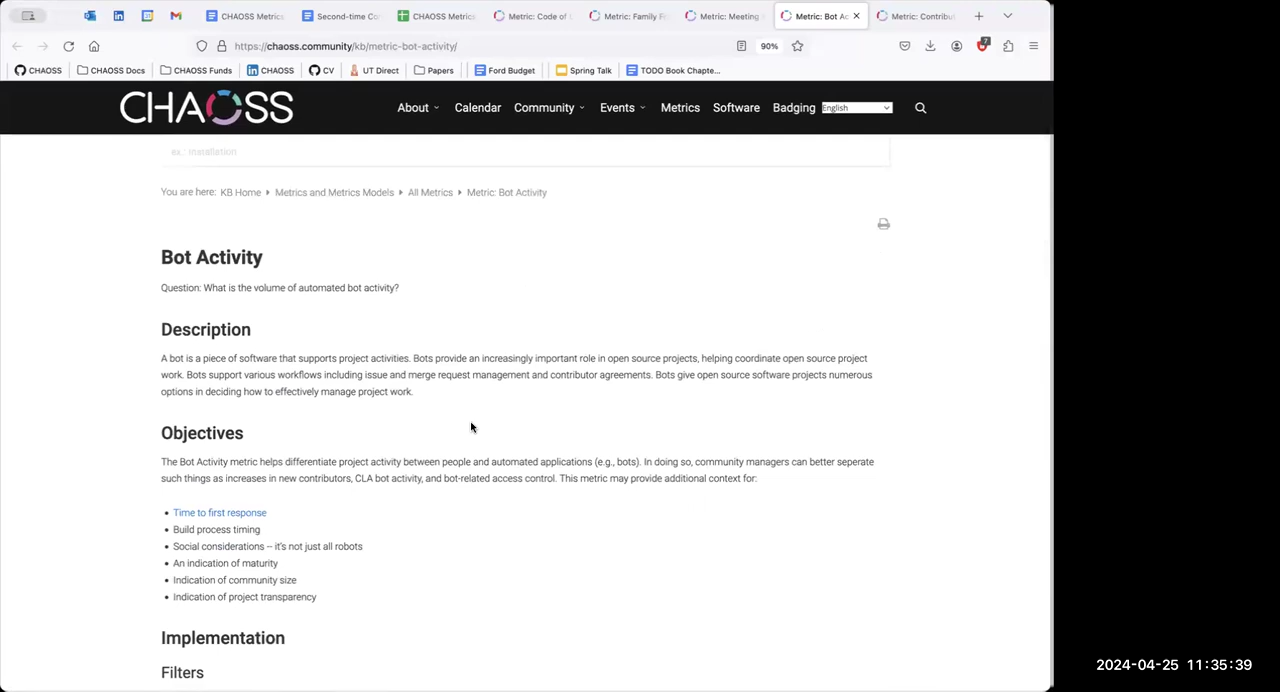 CHAOSS Metrics
Second-time Co
CHAOSS Metric
Metric: Code of
Metric: Family F
Metric: Meeting
Metric: Bot Ac
Metric: Contribu
https://chaoss.community/kb/metric-bot-activity/
90%
7
CHAOSS
CHAOSS Docs
CHAOSS Funds
CHAOSS
CV
UT Direct
Papers
Ford Budget
Spring Talk
TODO Book Chapte...
CHAOSS
About
Calendar
Community
Events
Metrics
Software
Badging
English
ex.: Installation
You are here: KB Home Metrics and Metrics Models All Metrics Metric: Bot Activity
Bot Activity
Question: What is the volume of automated bot activity?
Description
A bot is a piece of software that supports project activities. Bots provide an increasingly important role in open source projects, helping coordinate open source project
work. Bots support various workflows including issue and merge request management and contributor agreements. Bots give open source software projects numerous
options in deciding how to effectively manage project work.
Objectives
The Bot Activity metric helps differentiate project activity between people and automated applications (e.g., bots). In doing so, community managers can better seperate
such things as increases in new contributors, CLA bot activity, and bot-related access control. This metric may provide additional context for:
• Time to first response
• Build process timing
• Social considerations – it's not just all robots
• An indication of maturity
• Indication of community size
• Indication of project transparency
Implementation
Filters
2024-04-25 11:35:39